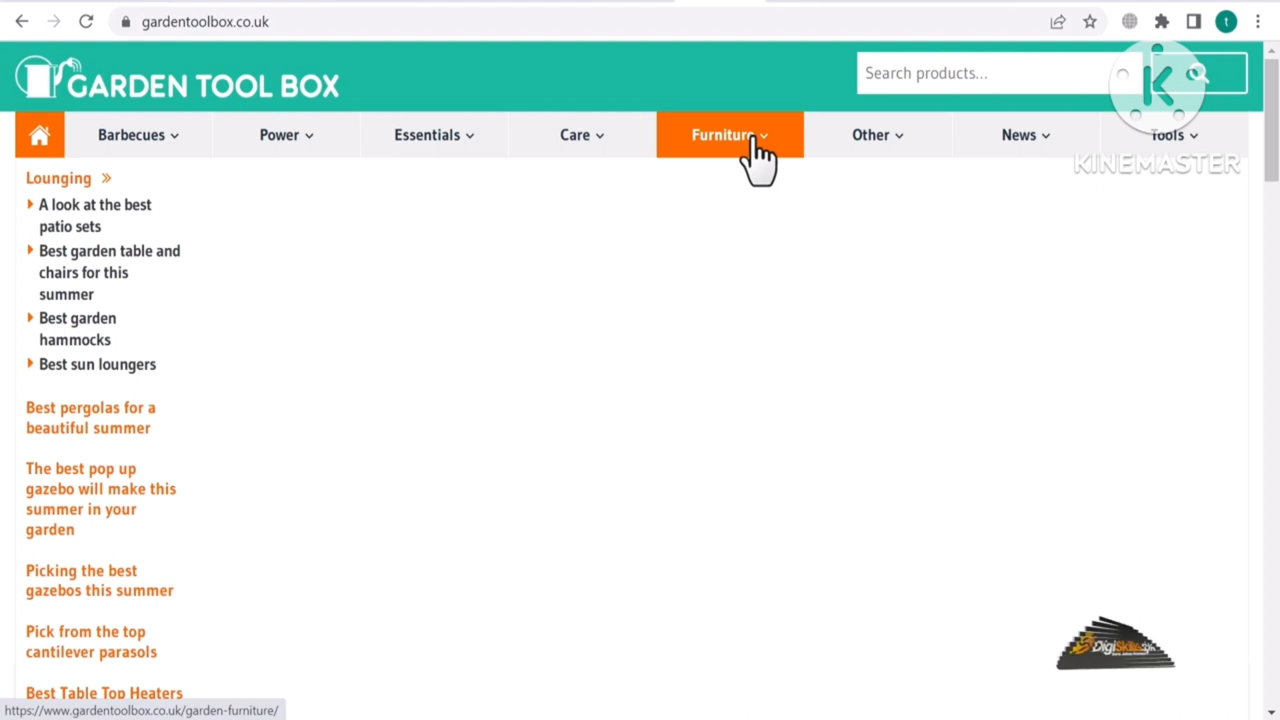 gardentoolbox.co.uk
t
GARDEN TOOL BOX
Search products...
K
Barbecues
Power
Essentials
Care
Furniture
Other
News
Tools
KINEMASTER
Lounging »
A look at the best
patio sets
Best garden table and
chairs for this
summer
Best garden
hammocks
Best sun loungers
Best pergolas for a
beautiful summer
The best pop up
gazebo will make this
summer in your
garden
Picking the best
gazebos this summer
Pick from the top
cantilever parasols
Best Table Top Heaters
DigiSkills
https://www.gardentoolbox.co.uk/garden-furniture/